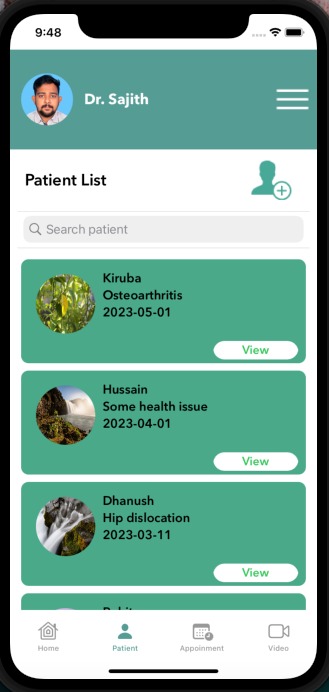 9:48
Dr. Sajith
Patient List
Search patient
Kiruba
Osteoarthritis
2023-05-01
View
Hussain
Some health issue
2023-04-01
View
Dhanush
Hip dislocation
2023-03-11
View
Home Patient Appoinment Video